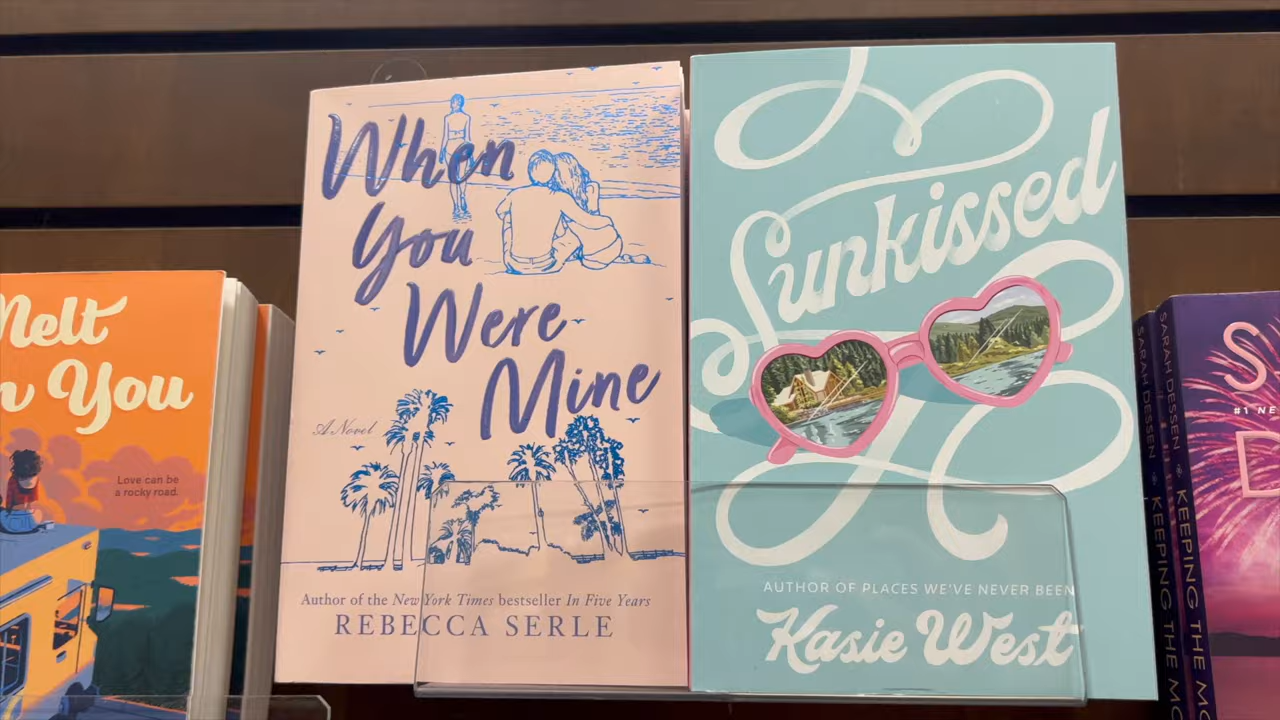 You
Love can be
a rocky road.
When
You
Were
Mine
A Novel
Author of the New York Times bestseller In Five Years
REBECCA SERLE
Sunkissed
AUTHOR OF PLACES WE'VE NEVER BEEN
Kasie West
SARAH DESSEN KEEPING THE
SARAH DESSEN KEEPING THE
#1 NE